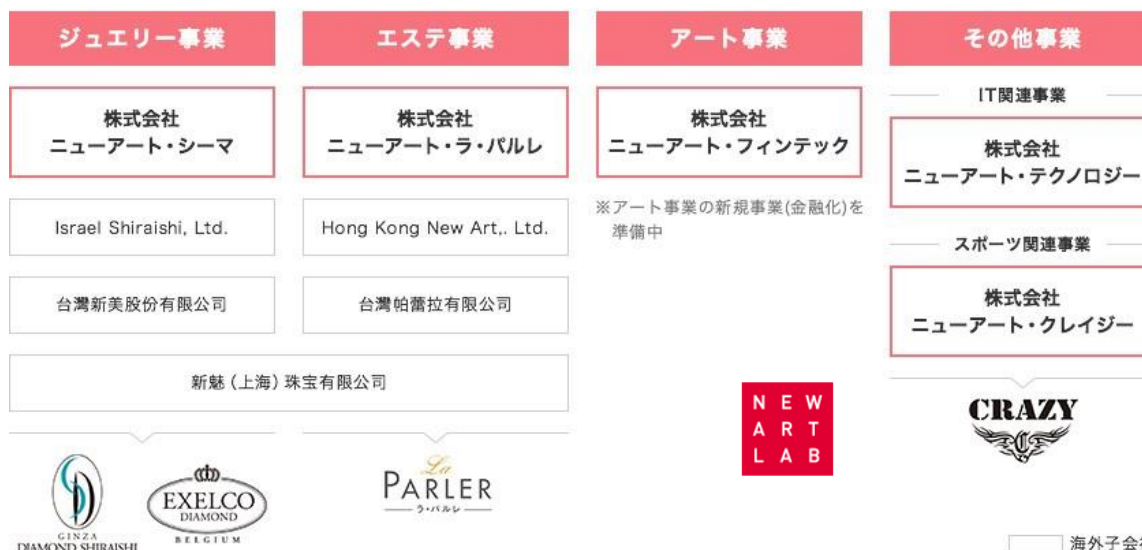 ジュエリー事業
エステ事業
アート事業
その他事業
株式会社
ニューアート・シーマ
株式会社
ニューアート・ラ・パルレ
株式会社
ニューアート・フィンテック
IT関連事業
株式会社
ニューアート・テクノロジー
Israel Shiraishi, Ltd.
Hong Kong New Art,. Ltd.
※アート事業の新規事業(金融化)を
準備中
スポーツ関連事業
株式会社
ニューアート・クレイジー
台灣新美股份有限公司
台灣帕蕾拉有限公司
新魅（上海）珠宝有限公司
NEW
ART
LAB
CRAZY
GINZA
DIAMOND SHIRAISHI
EXELCO
DIAMOND
BELGIUM
La
PARLER
ラ・パルレ
海外子会